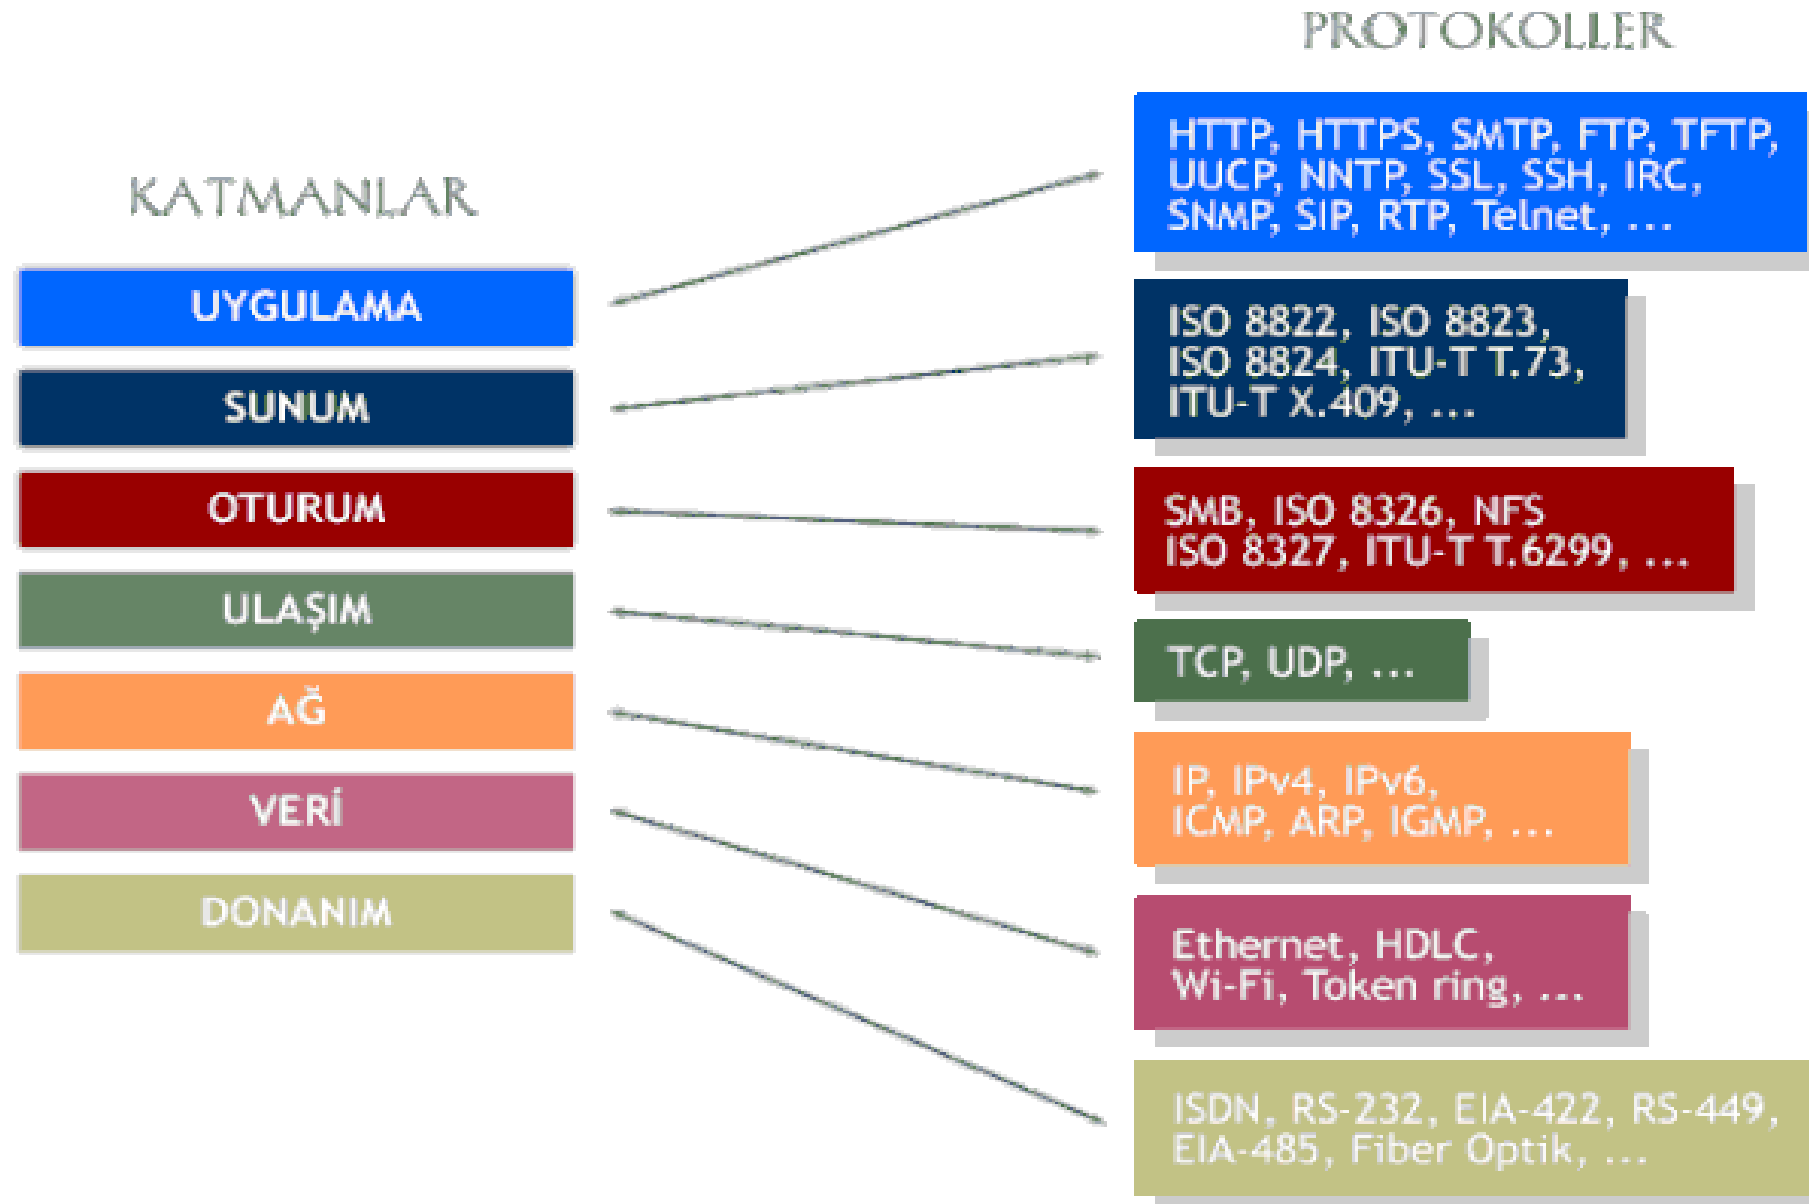 PROTOKOLLER
KATMANLAR
UYGULAMA
SUNUM
OTURUM
ULAŞIM
AĞ
VERİ
DONANIM
HTTP, HTTPS, SMTP, FTP, TFTP,
UUCP, NNTP, SSL, SSH, IRC,
SNMP, SIP, RTP, Telnet, ...
ISO 8822, ISO 8823,
ISO 8824, ITU-T T.73,
ITU-T X.409, ...
SMB, ISO 8326, NFS
ISO 8327, ITU-T T.6299, ...
TCP, UDP, ...
IP, IPv4, IPv6,
ICMP, ARP, IGMP, ...
Ethernet, HDLC,
Wi-Fi, Token ring, ...
ISDN, RS-232, EIA-422, RS-449,
EIA-485, Fiber Optik, ...